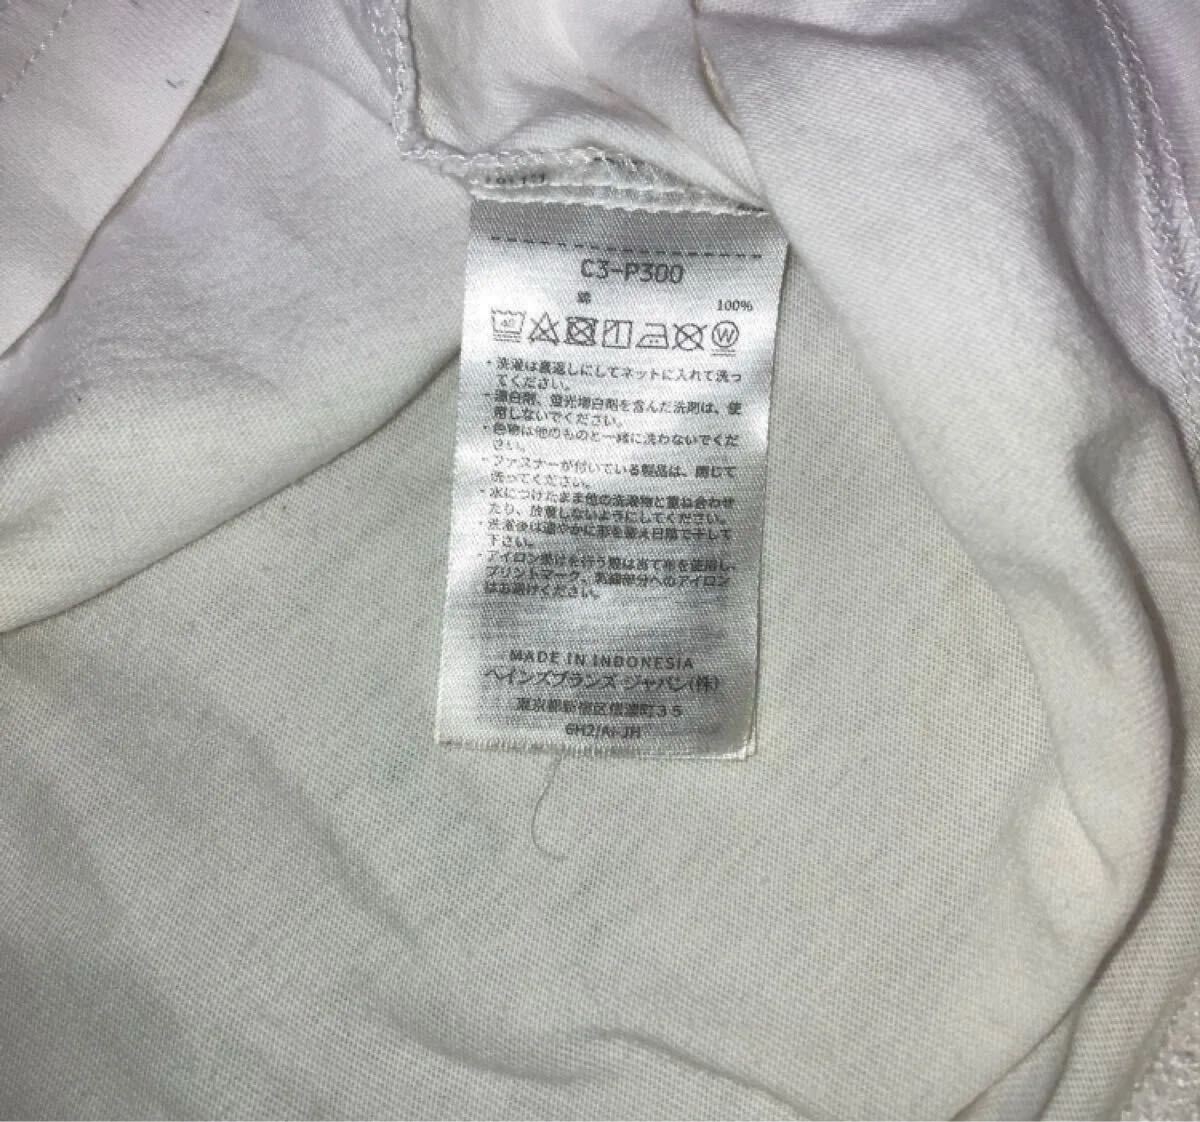 C3-P300
綿 100%
40 W
・洗濯は裏返しにしてネットに入れて洗っ
てください。
・漂白剤、蛍光増白剤を含んだ洗剤は、使
用しないでください。
・色物は他のものと一緒に洗わないでくだ
さい。
・ファスナーが付いている製品は、閉じて
洗ってください。
・水につけたまま他の洗濯物と重ね合わせ
たり、放置しないようにしてください。
・洗濯後は速やかに形を整え日陰で干して
下さい。
・アイロン掛けを行う際は当て布を使用し、
プリントマーク、刺繍部分へのアイロン
はお避けください。
MADE IN INDONESIA
ヘインズブランズ ジャパン(株)
東京都新宿区信濃町35
6H2/Ai-JH